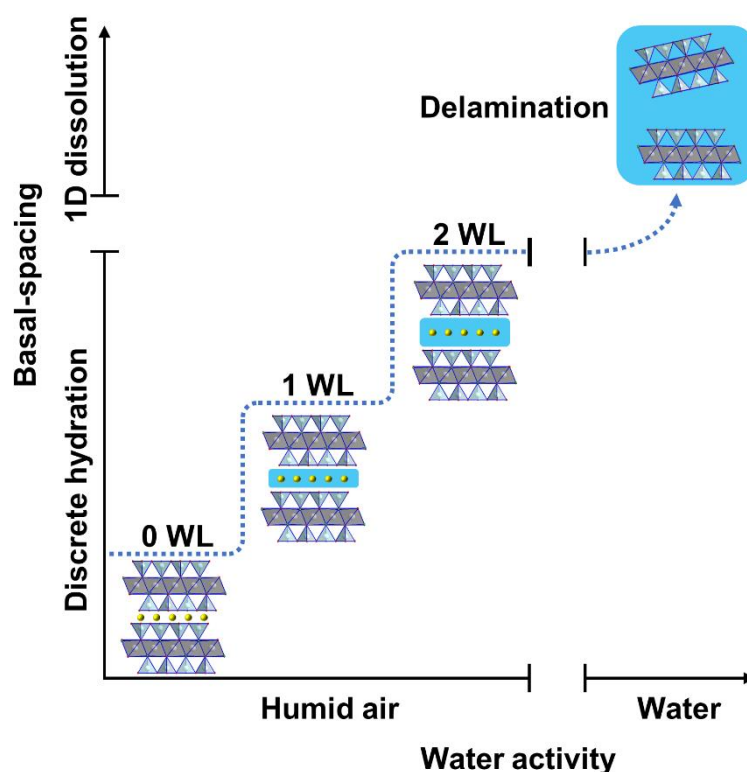 1D dissolution
Basal-spacing
Discrete hydration
Delamination
2 WL
1 WL
0 WL
Humid air
Water
Water activity